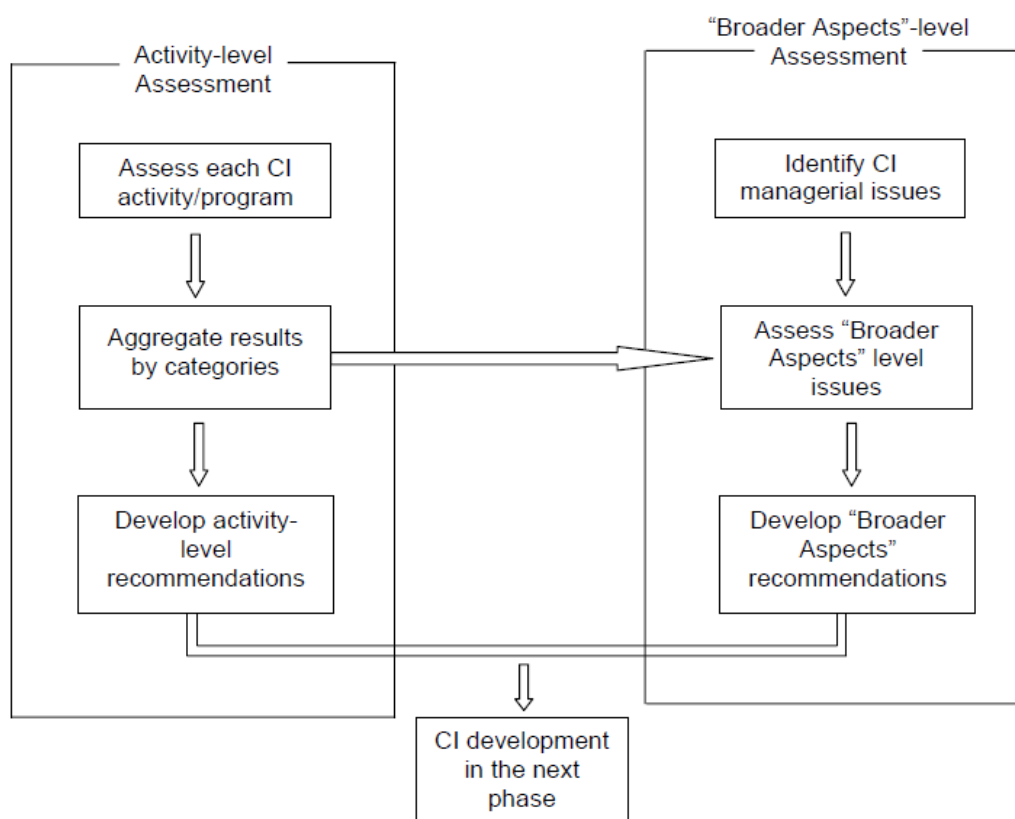 Activity-level
Assessment
Assess each CI
activity/program
Aggregate results
by categories
Develop activity-
level
recommendations
“Broader Aspects”-level
Assessment
Identify CI
managerial issues
Assess “Broader
Aspects” level
issues
Develop “Broader
Aspects”
recommendations
CI development
in the next
phase